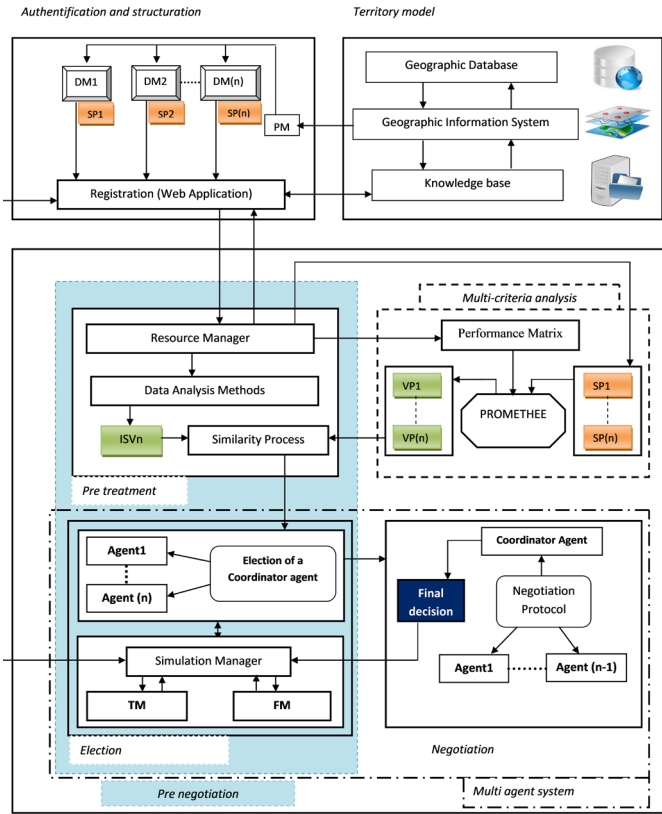 Authentification and structuration
Territory model
DM1
DM2
DM(n)
SP1
SP2
SP(n)
PM
Registration (Web Application)
Geographic Database
Geographic Information System
Knowledge base
Multi-criteria analysis
Resource Manager
Performance Matrix
Data Analysis Methods
VP1
PROMETHEE
SP1
ISVn
Similarity Process
VP(n)
SP(n)
Pre treatment
Agent1
Election of a
Coordinator agent
Agent (n)
Coordinator Agent
Final
decision
Negotiation
Protocol
Simulation Manager
Agent1
Agent (n-1)
TM
FM
Election
Negotiation
Pre negotiation
Multi agent system